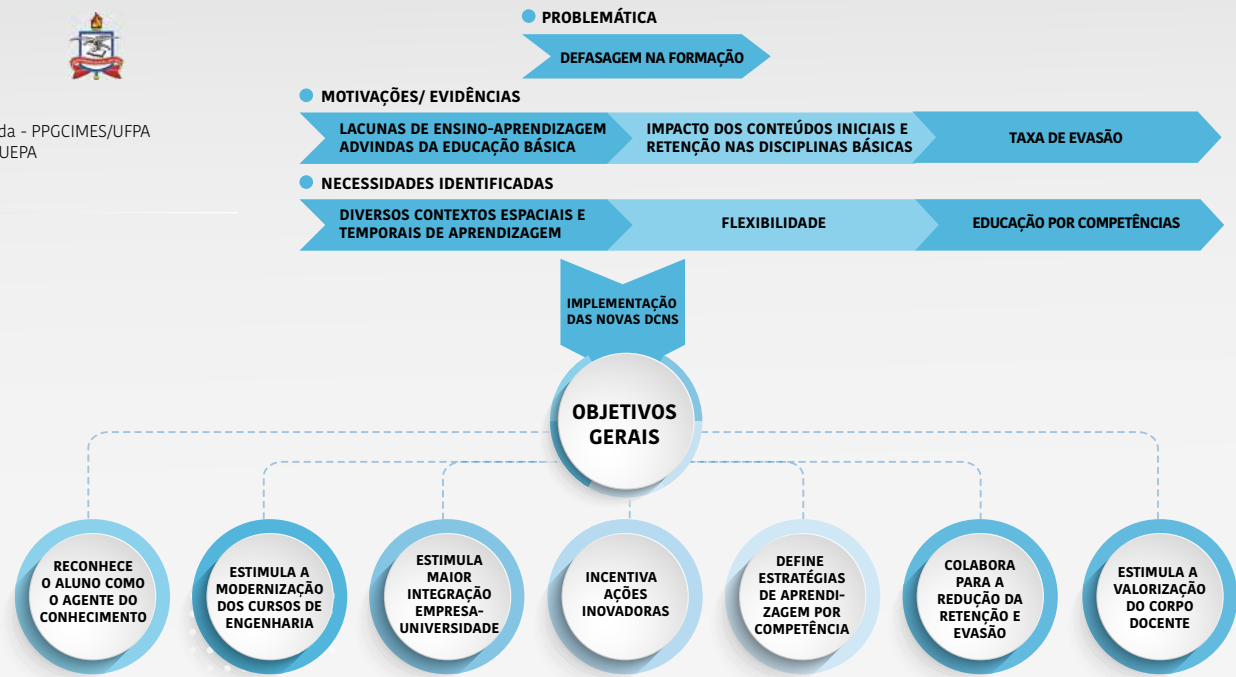 PROBLEMÁTICA
DEFASAGEM NA FORMAÇÃO
da - PPGCIMES/UFPA
UEPA
MOTIVAÇÕES/ EVIDÊNCIAS
LACUNAS DE ENSINO-APRENDIZAGEM
ADVINDAS DA EDUCAÇÃO BÁSICA
IMPACTO DOS CONTEÚDOS INICIAIS E
RETENÇÃO NAS DISCIPLINAS BÁSICAS
TAXA DE EVASÃO
NECESSIDADES IDENTIFICADAS
DIVERSOS CONTEXTOS ESPACIAIS E
TEMPORAIS DE APRENDIZAGEM
FLEXIBILIDADE
EDUCAÇÃO POR COMPETÊNCIAS
IMPLEMENTAÇÃO
DAS NOVAS DCNS
OBJETIVOS
GERAIS
RECONHECE
O ALUNO COMO
O AGENTE DO
CONHECIMENTO
ESTIMULA A
MODERNIZAÇÃO
DOS CURSOS DE
ENGENHARIA
ESTIMULA
MAIOR
INTEGRAÇÃO
EMPRESA-
UNIVERSIDADE
INCENTIVA
AÇÕES
INOVADORAS
DEFINE
ESTRATÉGIAS
DE APRENDI-
ZAGEM POR
COMPETÊNCIA
COLABORA
PARA A
REDUÇÃO DA
RETENÇÃO E
EVASÃO
ESTIMULA A
VALORIZAÇÃO
DO CORPO
DOCENTE